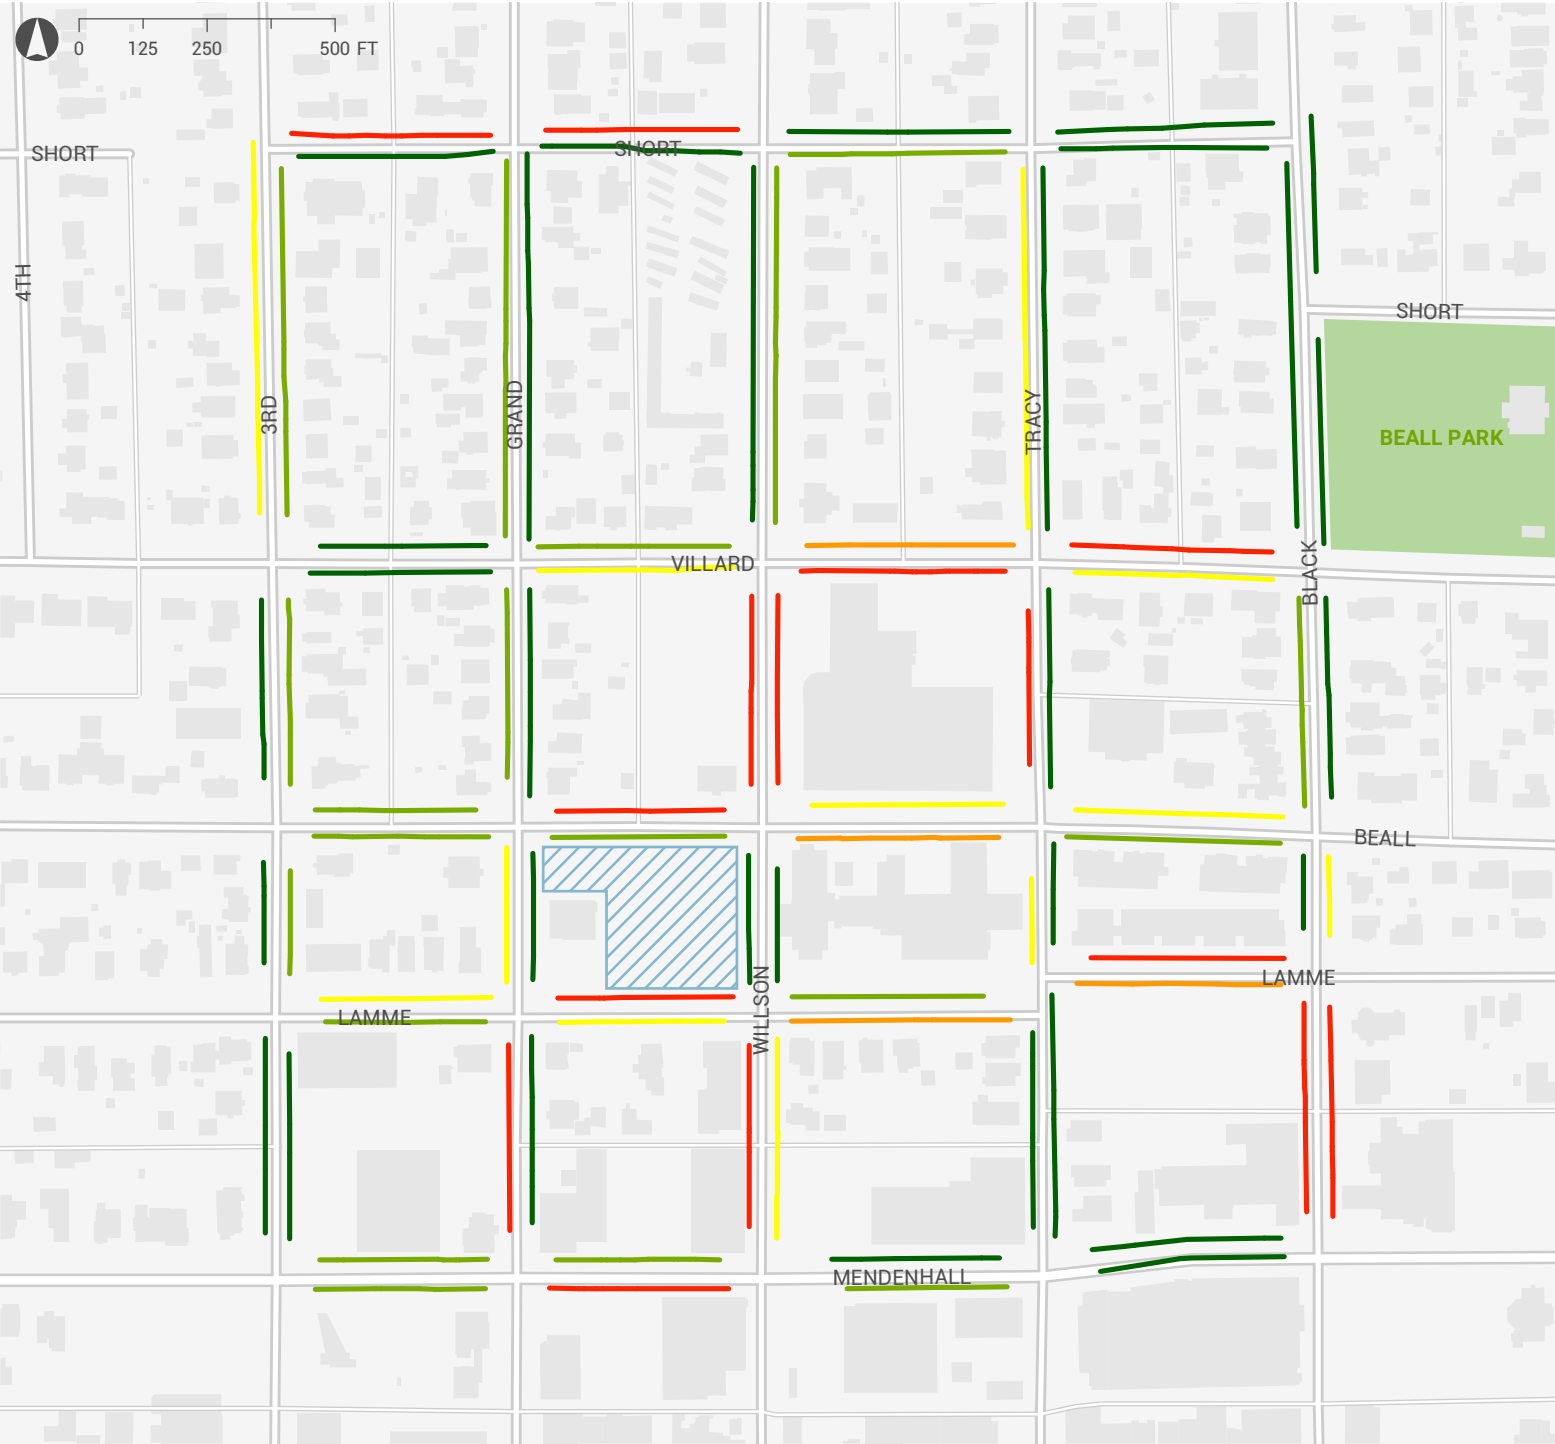 0 125 250 500 FT
SHORT
SHORT
4TH
SHORT
3RD
GRAND
TRACY
BEALL PARK
VILLARD
BLACK
BEALL
LAMME
WILLSON
LAMME
MENDENHALL